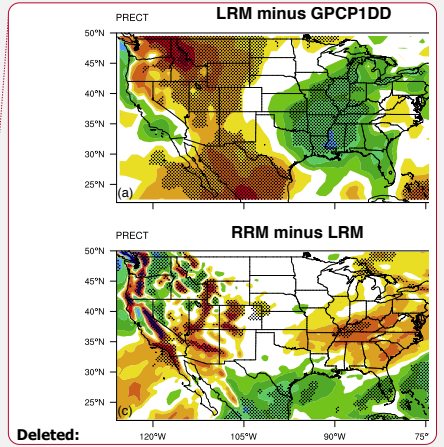 LRM minus GPCP1DD
PRECT
50°N
45°N
40°N
35°N
30°N
25°N
(a)
RRM minus LRM
PRECT
50°N
45°N
40°N
35°N
30°N
25°N
(c)
120°W 105°W 90°W 75°
Deleted: